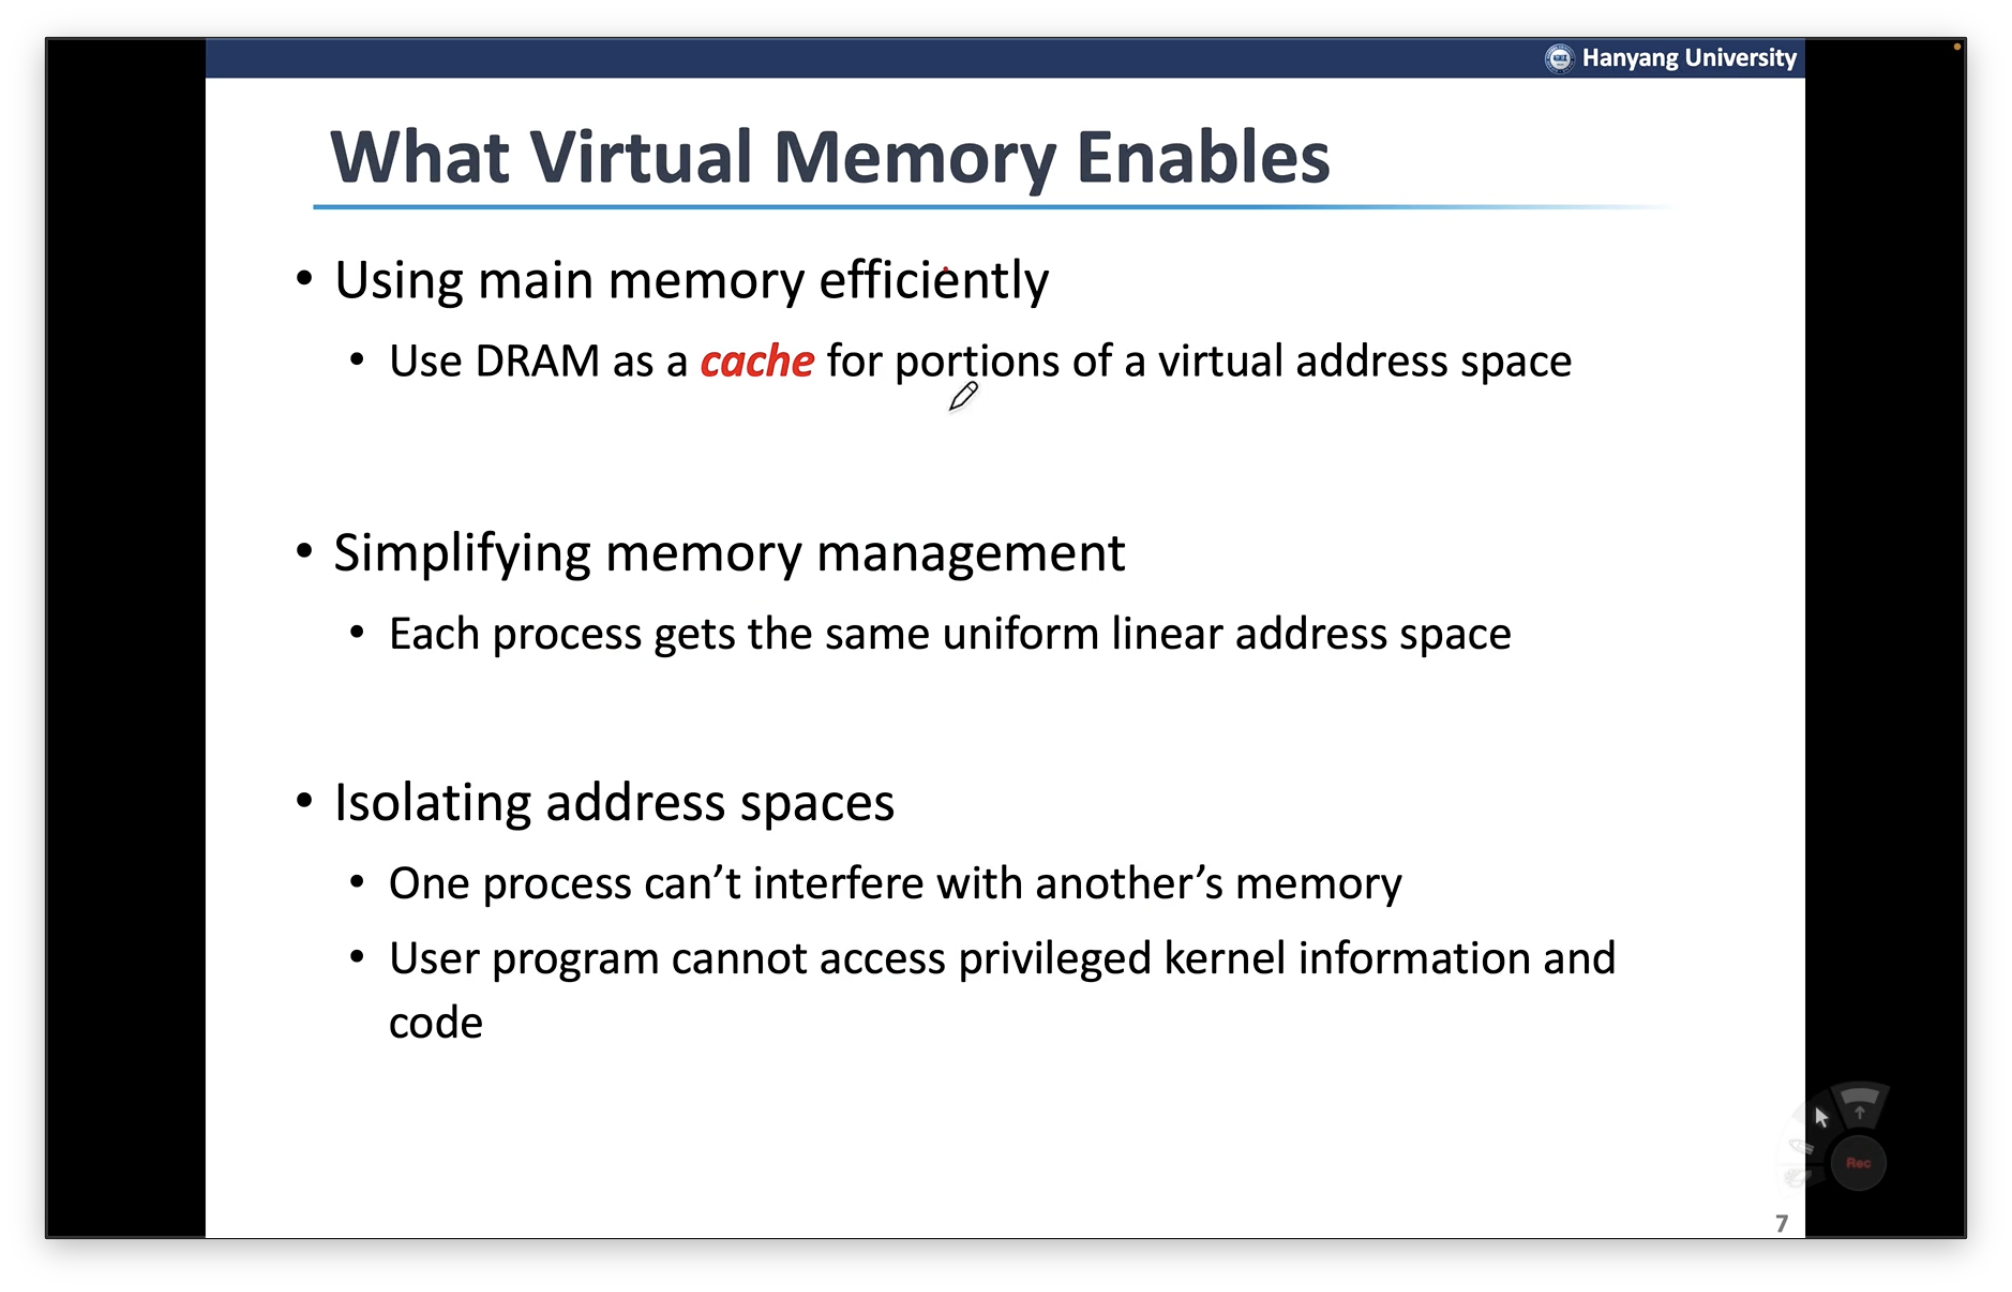 Hanyang University
What Virtual Memory Enables
• Using main memory efficiently
• Use DRAM as a cache for portions of a virtual address space
• Simplifying memory management
• Each process gets the same uniform linear address space
• Isolating address spaces
• One process can’t interfere with another’s memory
• User program cannot access privileged kernel information and
code
Rec
7